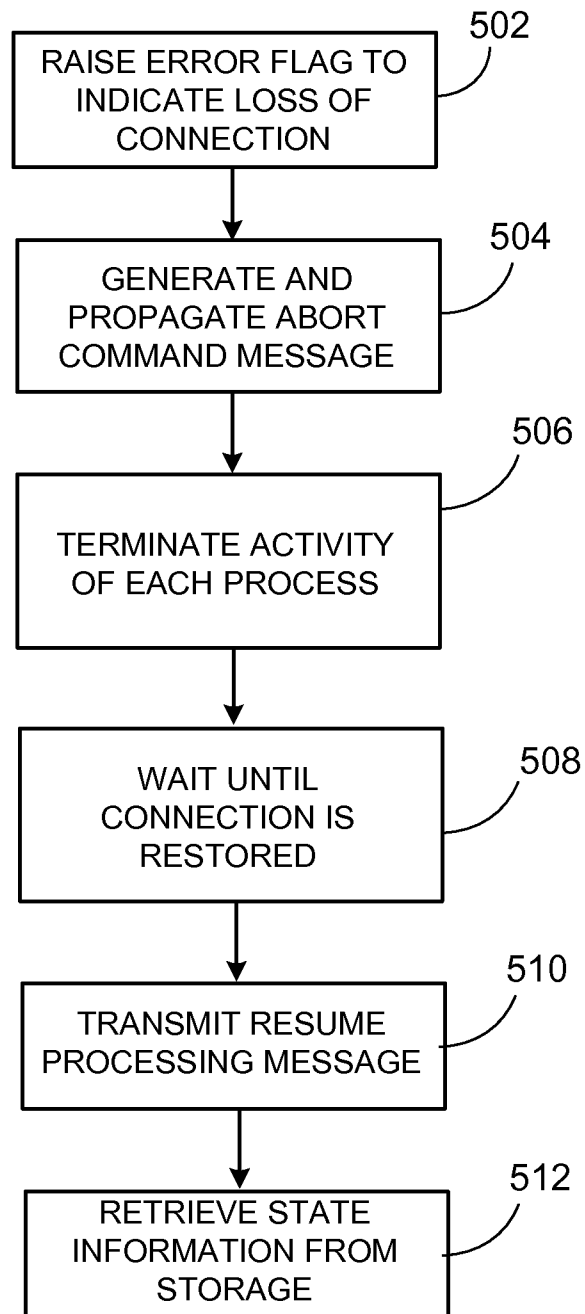 502
RAISE ERROR FLAG TO
INDICATE LOSS OF
CONNECTION
504
GENERATE AND
PROPAGATE ABORT
COMMAND MESSAGE
506
TERMINATE ACTIVITY
OF EACH PROCESS
508
WAIT UNTIL
CONNECTION IS
RESTORED
510
TRANSMIT RESUME
PROCESSING MESSAGE
512
RETRIEVE STATE
INFORMATION FROM
STORAGE